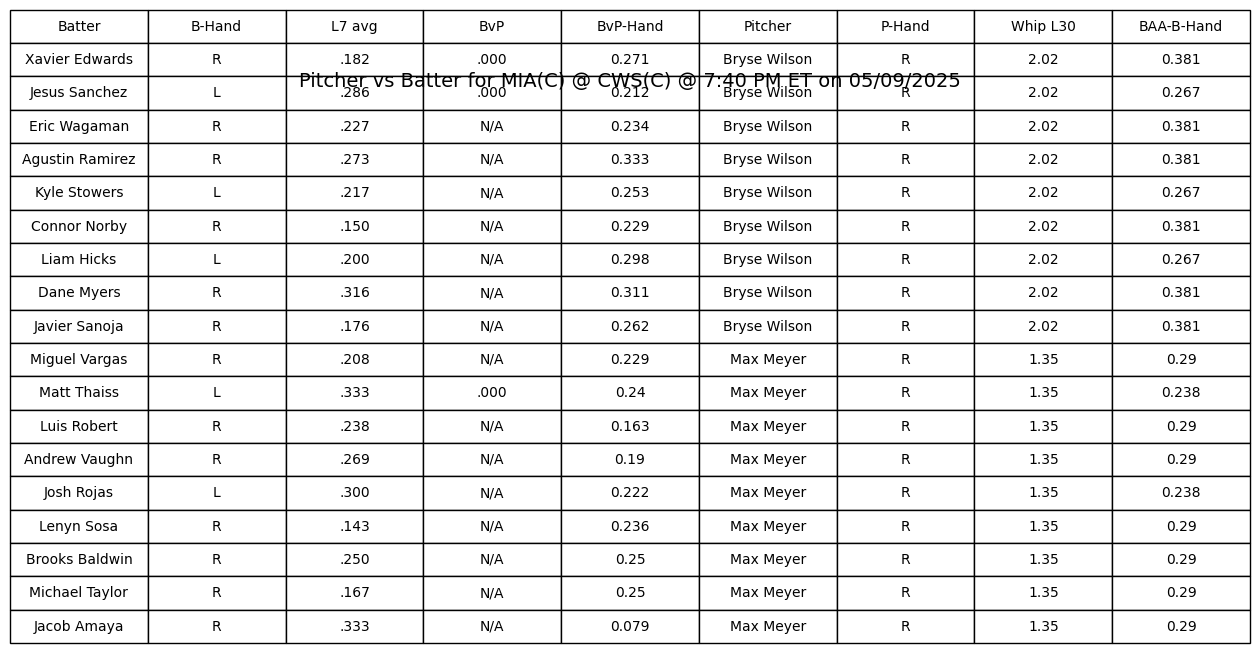 Batter B-Hand L7 avg BvP BvP-Hand Pitcher P-Hand Whip L30 BAA-B-Hand
Xavier Edwards R .182 .000 0.271 Bryse Wilson R 2.02 0.381
Pitcher vs Batter for MIA(C) @ CWS(C) @ 7:40 PM ET on 05/09/2025
Jesus Sanchez L .286 .000 0.212 Bryse Wilson R 2.02 0.267
Eric Wagaman R .227 N/A 0.234 Bryse Wilson R 2.02 0.381
Agustin Ramirez R .273 N/A 0.333 Bryse Wilson R 2.02 0.381
Kyle Stowers L .217 N/A 0.253 Bryse Wilson R 2.02 0.267
Connor Norby R .150 N/A 0.229 Bryse Wilson R 2.02 0.381
Liam Hicks L .200 N/A 0.298 Bryse Wilson R 2.02 0.267
Dane Myers R .316 N/A 0.311 Bryse Wilson R 2.02 0.381
Javier Sanoja R .176 N/A 0.262 Bryse Wilson R 2.02 0.381
Miguel Vargas R .208 N/A 0.229 Max Meyer R 1.35 0.29
Matt Thaiss L .333 .000 0.24 Max Meyer R 1.35 0.238
Luis Robert R .238 N/A 0.163 Max Meyer R 1.35 0.29
Andrew Vaughn R .269 N/A 0.19 Max Meyer R 1.35 0.29
Josh Rojas L .300 N/A 0.222 Max Meyer R 1.35 0.238
Lenyn Sosa R .143 N/A 0.236 Max Meyer R 1.35 0.29
Brooks Baldwin R .250 N/A 0.25 Max Meyer R 1.35 0.29
Michael Taylor R .167 N/A 0.25 Max Meyer R 1.35 0.29
Jacob Amaya R .333 N/A 0.079 Max Meyer R 1.35 0.29